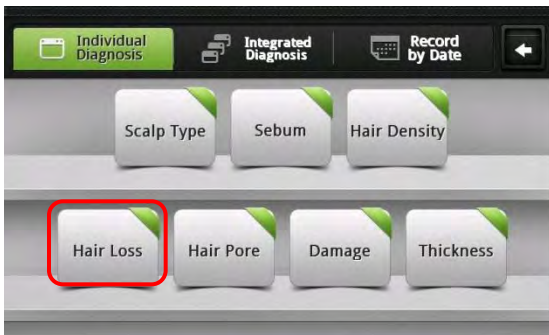 Individual
Diagnosis
Integrated
Diagnosis
Record
by Date
Scalp Type
Sebum
Hair Density
Hair Loss
Hair Pore
Damage
Thickness